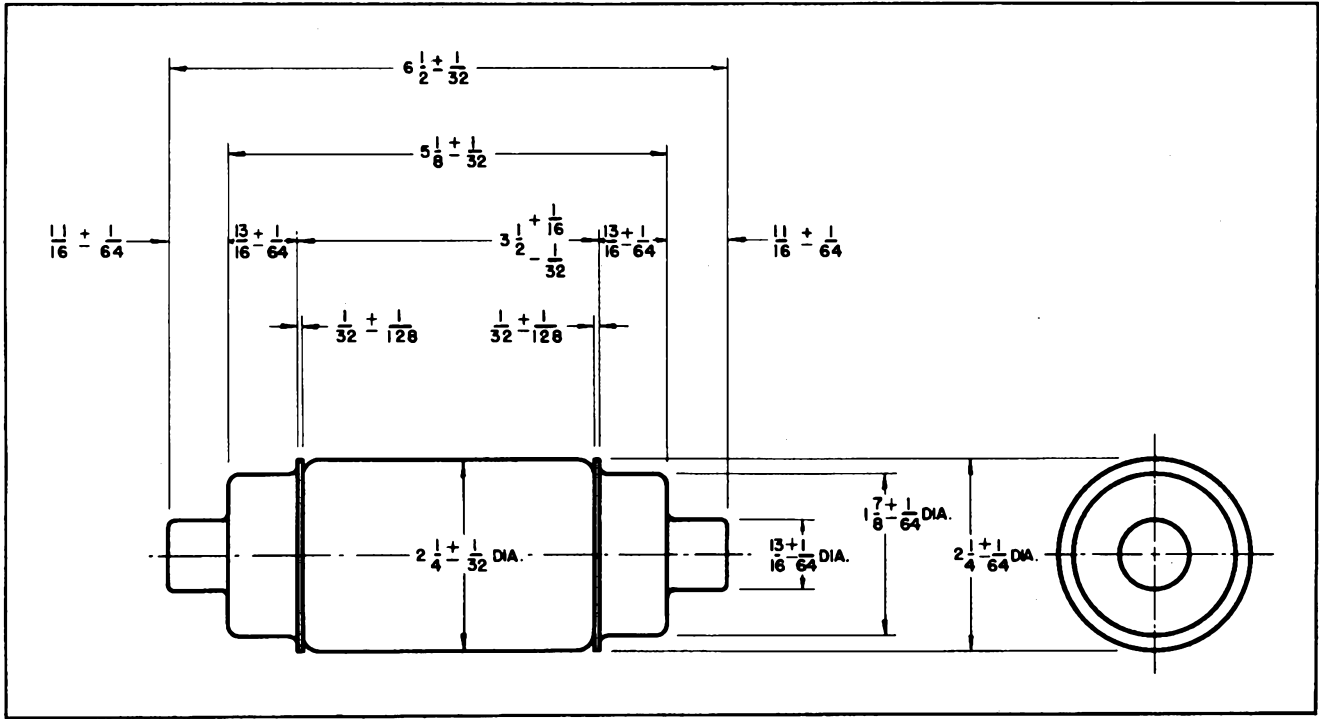 6 1/2 ± 1/32
5 1/8 ± 1/32
11/16 ± 1/64
13/16 ± 1/64
3 1/2 + 1/16 - 1/32
13/16 ± 1/64
11/16 ± 1/64
1/32 ± 1/128
1/32 ± 1/128
1 7/8 ± 1/64 DIA.
2 1/4 ± 1/32 DIA.
13/16 ± 1/64 DIA.
2 1/4 ± 1/64 DIA.